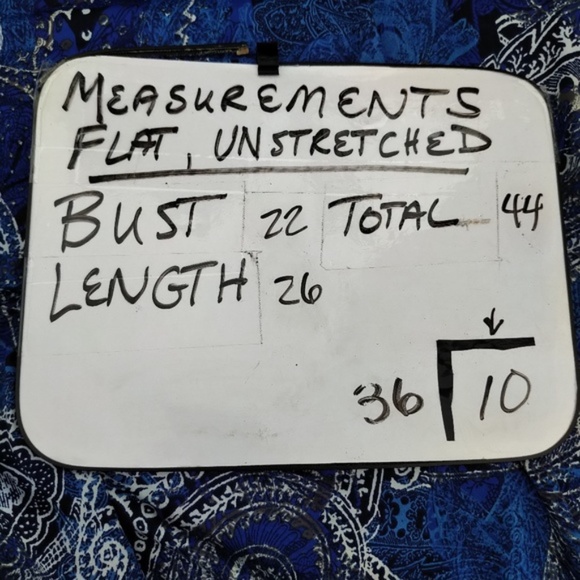 MEASUREMENTS
FLAT, UNSTRETCHED
BUST 22 TOTAL 44
LENGTH 26
36 10